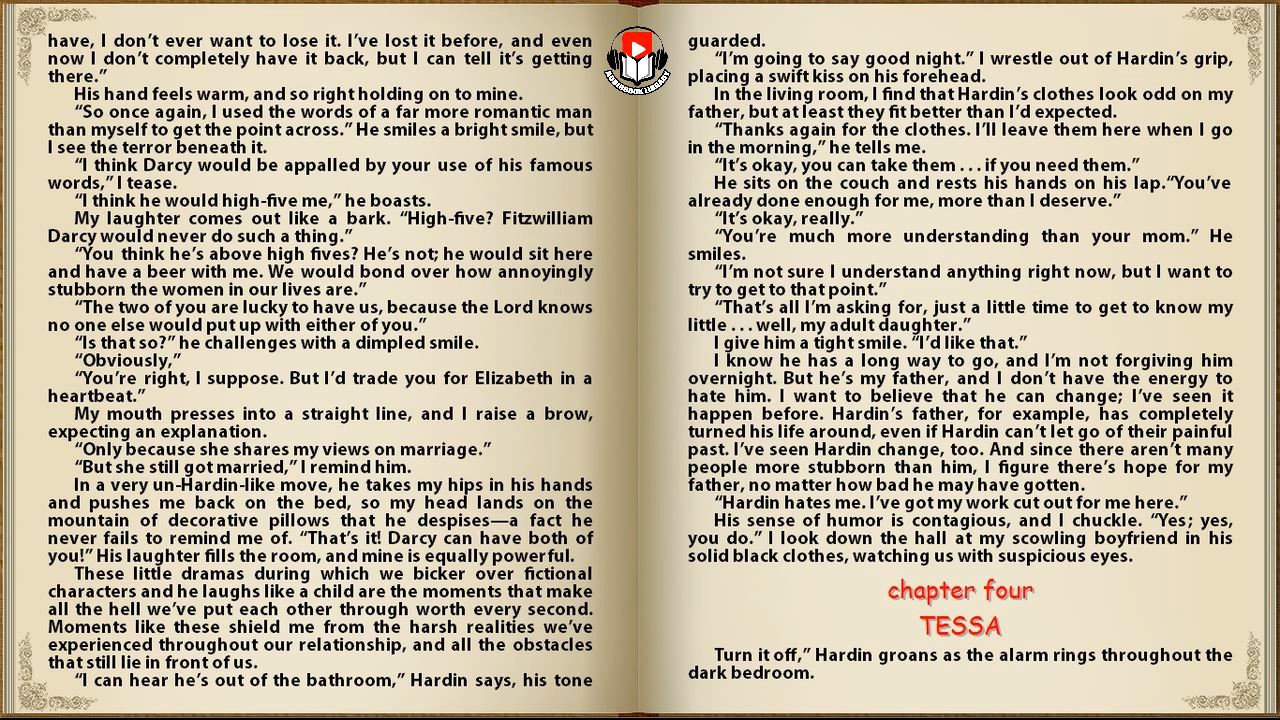 have, I don’t ever want to lose it. I’ve lost it before, and even
now I don’t completely have it back, but I can tell it’s getting
there.”
His hand feels warm, and so right holding on to mine.
“So once again, I used the words of a far more romantic man
than myself to get the point across.” He smiles a bright smile, but
I see the terror beneath it.
“I think Darcy would be appalled by your use of his famous
words,” I tease.
“I think he would high-five me,” he boasts.
My laughter comes out like a bark. “High-five? Fitzwilliam
Darcy would never do such a thing.”
“You think he’s above high fives? He’s not; he would sit here
and have a beer with me. We would bond over how annoyingly
stubborn the women in our lives are.”
“The two of you are lucky to have us, because the Lord knows
no one else would put up with either of you.”
“Is that so?” he challenges with a dimpled smile.
“Obviously,”
“You’re right, I suppose. But I’d trade you for Elizabeth in a
heartbeat.”
My mouth presses into a straight line, and I raise a brow,
expecting an explanation.
“Only because she shares my views on marriage.”
“But she still got married,” I remind him.
In a very un-Hardin-like move, he takes my hips in his hands
and pushes me back on the bed, so my head lands on the
mountain of decorative pillows that he despises—a fact he
never fails to remind me of. “That’s it! Darcy can have both of
you!” His laughter fills the room, and mine is equally powerful.
These little dramas during which we bicker over fictional
characters and he laughs like a child are the moments that make
all the hell we’ve put each other through worth every second.
Moments like these shield me from the harsh realities we’ve
experienced throughout our relationship, and all the obstacles
that still lie in front of us.
“I can hear he’s out of the bathroom,” Hardin says, his tone
AUDIOBOOK LIBRARY
guarded.
“I’m going to say good night.” I wrestle out of Hardin’s grip,
placing a swift kiss on his forehead.
In the living room, I find that Hardin’s clothes look odd on my
father, but at least they fit better than I’d expected.
“Thanks again for the clothes. I’ll leave them here when I go
in the morning,” he tells me.
“It’s okay, you can take them . . . if you need them.”
He sits on the couch and rests his hands on his lap.“You’ve
already done enough for me, more than I deserve.”
“It’s okay, really.”
“You’re much more understanding than your mom.” He
smiles.
“I’m not sure I understand anything right now, but I want to
try to get to that point.”
“That’s all I’m asking for, just a little time to get to know my
little . . . well, my adult daughter.”
I give him a tight smile. “I’d like that.”
I know he has a long way to go, and I’m not forgiving him
overnight. But he’s my father, and I don’t have the energy to
hate him. I want to believe that he can change; I’ve seen it
happen before. Hardin’s father, for example, has completely
turned his life around, even if Hardin can’t let go of their painful
past. I’ve seen Hardin change, too. And since there aren’t many
people more stubborn than him, I figure there’s hope for my
father, no matter how bad he may have gotten.
“Hardin hates me. I’ve got my work cut out for me here.”
His sense of humor is contagious, and I chuckle. “Yes; yes,
you do.” I look down the hall at my scowling boyfriend in his
solid black clothes, watching us with suspicious eyes.
chapter four
TESSA
Turn it off,” Hardin groans as the alarm rings throughout the
dark bedroom.